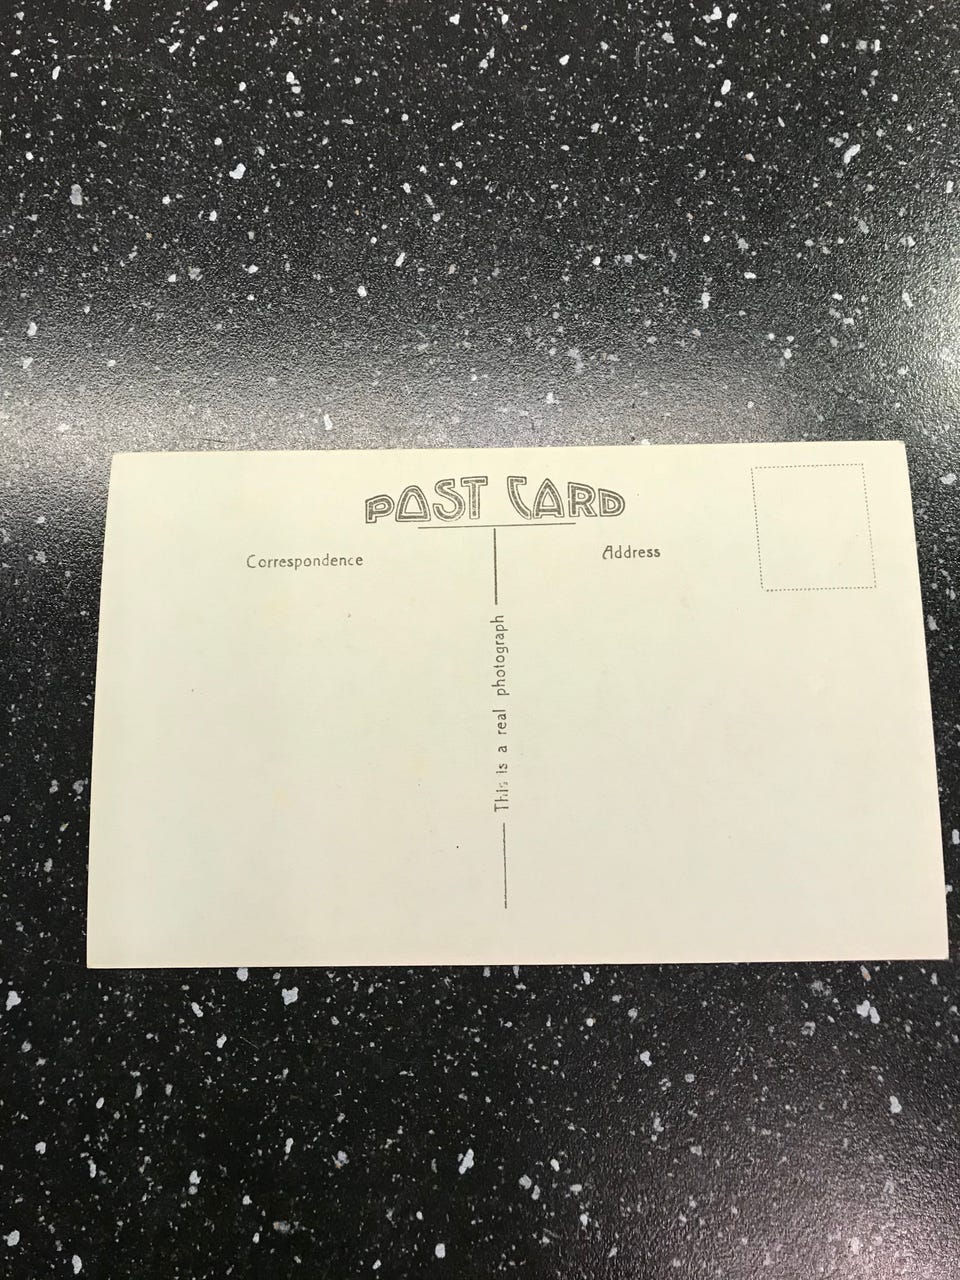 POST CARD
Correspondence
Address
This is a real photograph